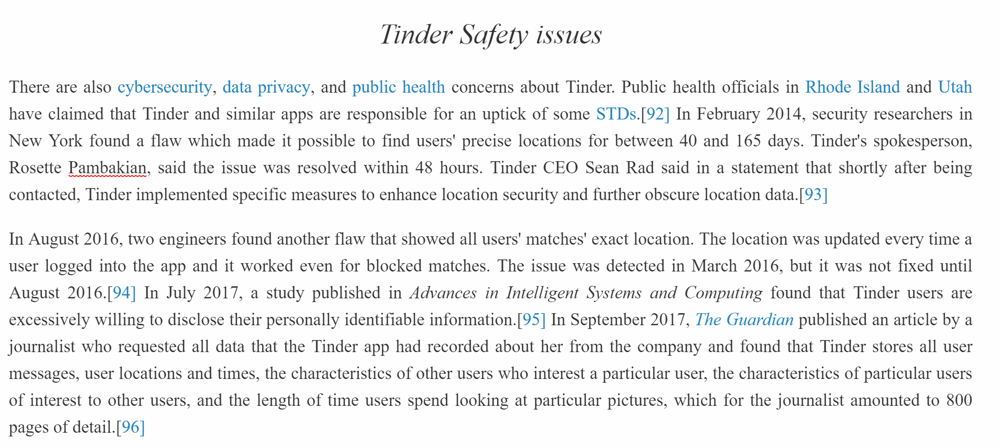 Tinder Safety issues
There are also cybersecurity, data privacy, and public health concerns about Tinder. Public health officials in Rhode Island and Utah
have claimed that Tinder and similar apps are responsible for an uptick of some STDs.[92] In February 2014, security researchers in
New York found a flaw which made it possible to find users' precise locations for between 40 and 165 days. Tinder's spokesperson,
Rosette Pambakian, said the issue was resolved within 48 hours. Tinder CEO Sean Rad said in a statement that shortly after being
contacted, Tinder implemented specific measures to enhance location security and further obscure location data.[93]
In August 2016, two engineers found another flaw that showed all users' matches' exact location. The location was updated every time a
user logged into the app and it worked even for blocked matches. The issue was detected in March 2016, but it was not fixed until
August 2016.[94] In July 2017, a study published in Advances in Intelligent Systems and Computing found that Tinder users are
excessively willing to disclose their personally identifiable information.[95] In September 2017, The Guardian published an article by a
journalist who requested all data that the Tinder app had recorded about her from the company and found that Tinder stores all user
messages, user locations and times, the characteristics of other users who interest a particular user, the characteristics of particular users
of interest to other users, and the length of time users spend looking at particular pictures, which for the journalist amounted to 800
pages of detail.[96]